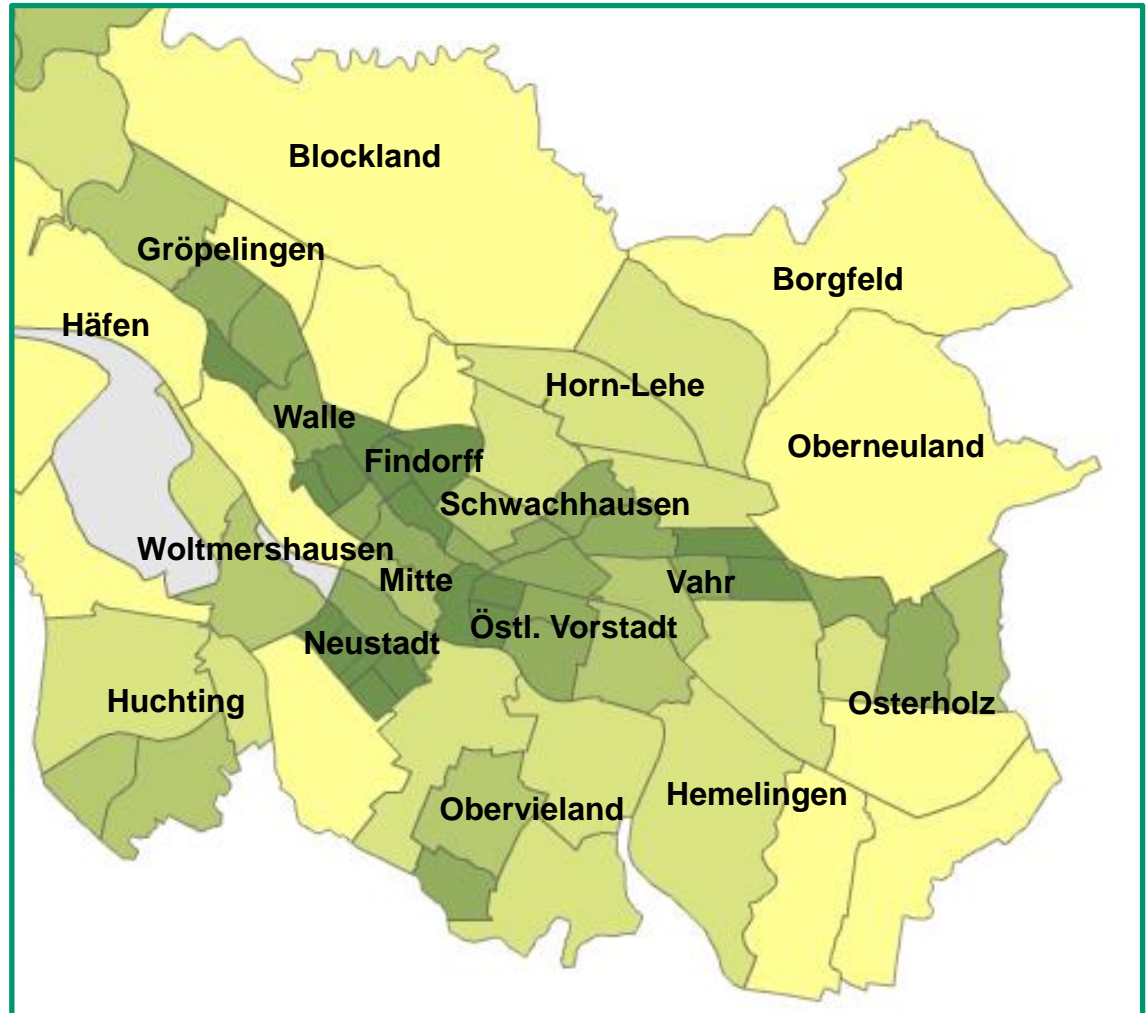 Blockland
Gröpelingen
Borgfeld
Häfen
Horn-Lehe
Walle
Oberneuland
Findorff
Schwachhausen
Woltmershausen
Mitte
Vahr
Östl. Vorstadt
Neustadt
Huchting
Osterholz
Hemelingen
Obervieland